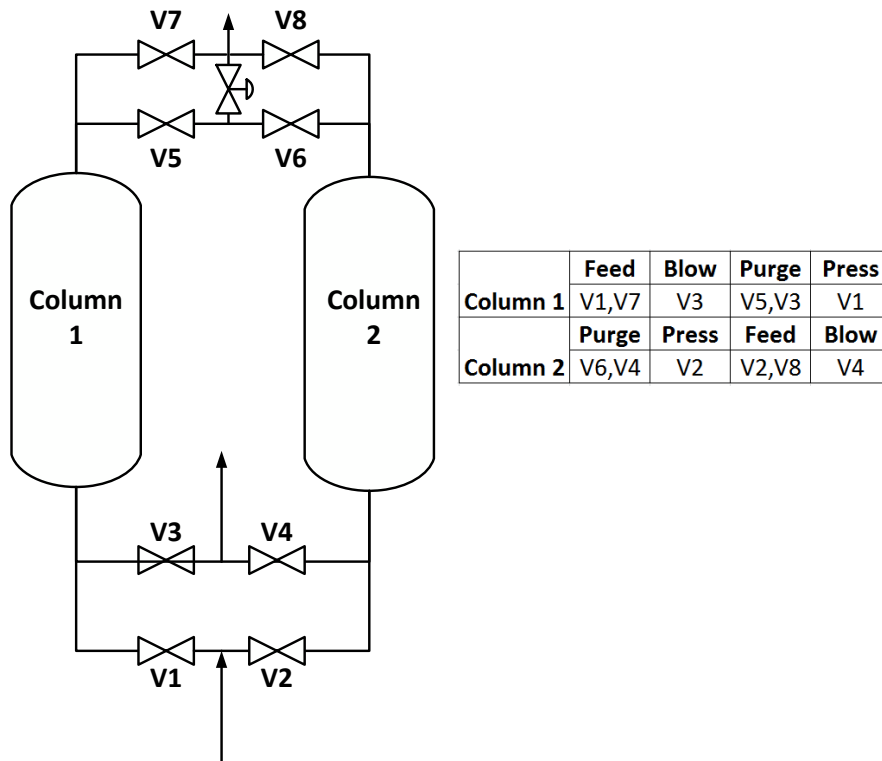 V7 V8
V5 V6
Column 1
Column 2
Feed Blow Purge Press
Column 1 V1,V7 V3 V5,V3 V1
Purge Press Feed Blow
Column 2 V6,V4 V2 V2,V8 V4
V3 V4
V1 V2